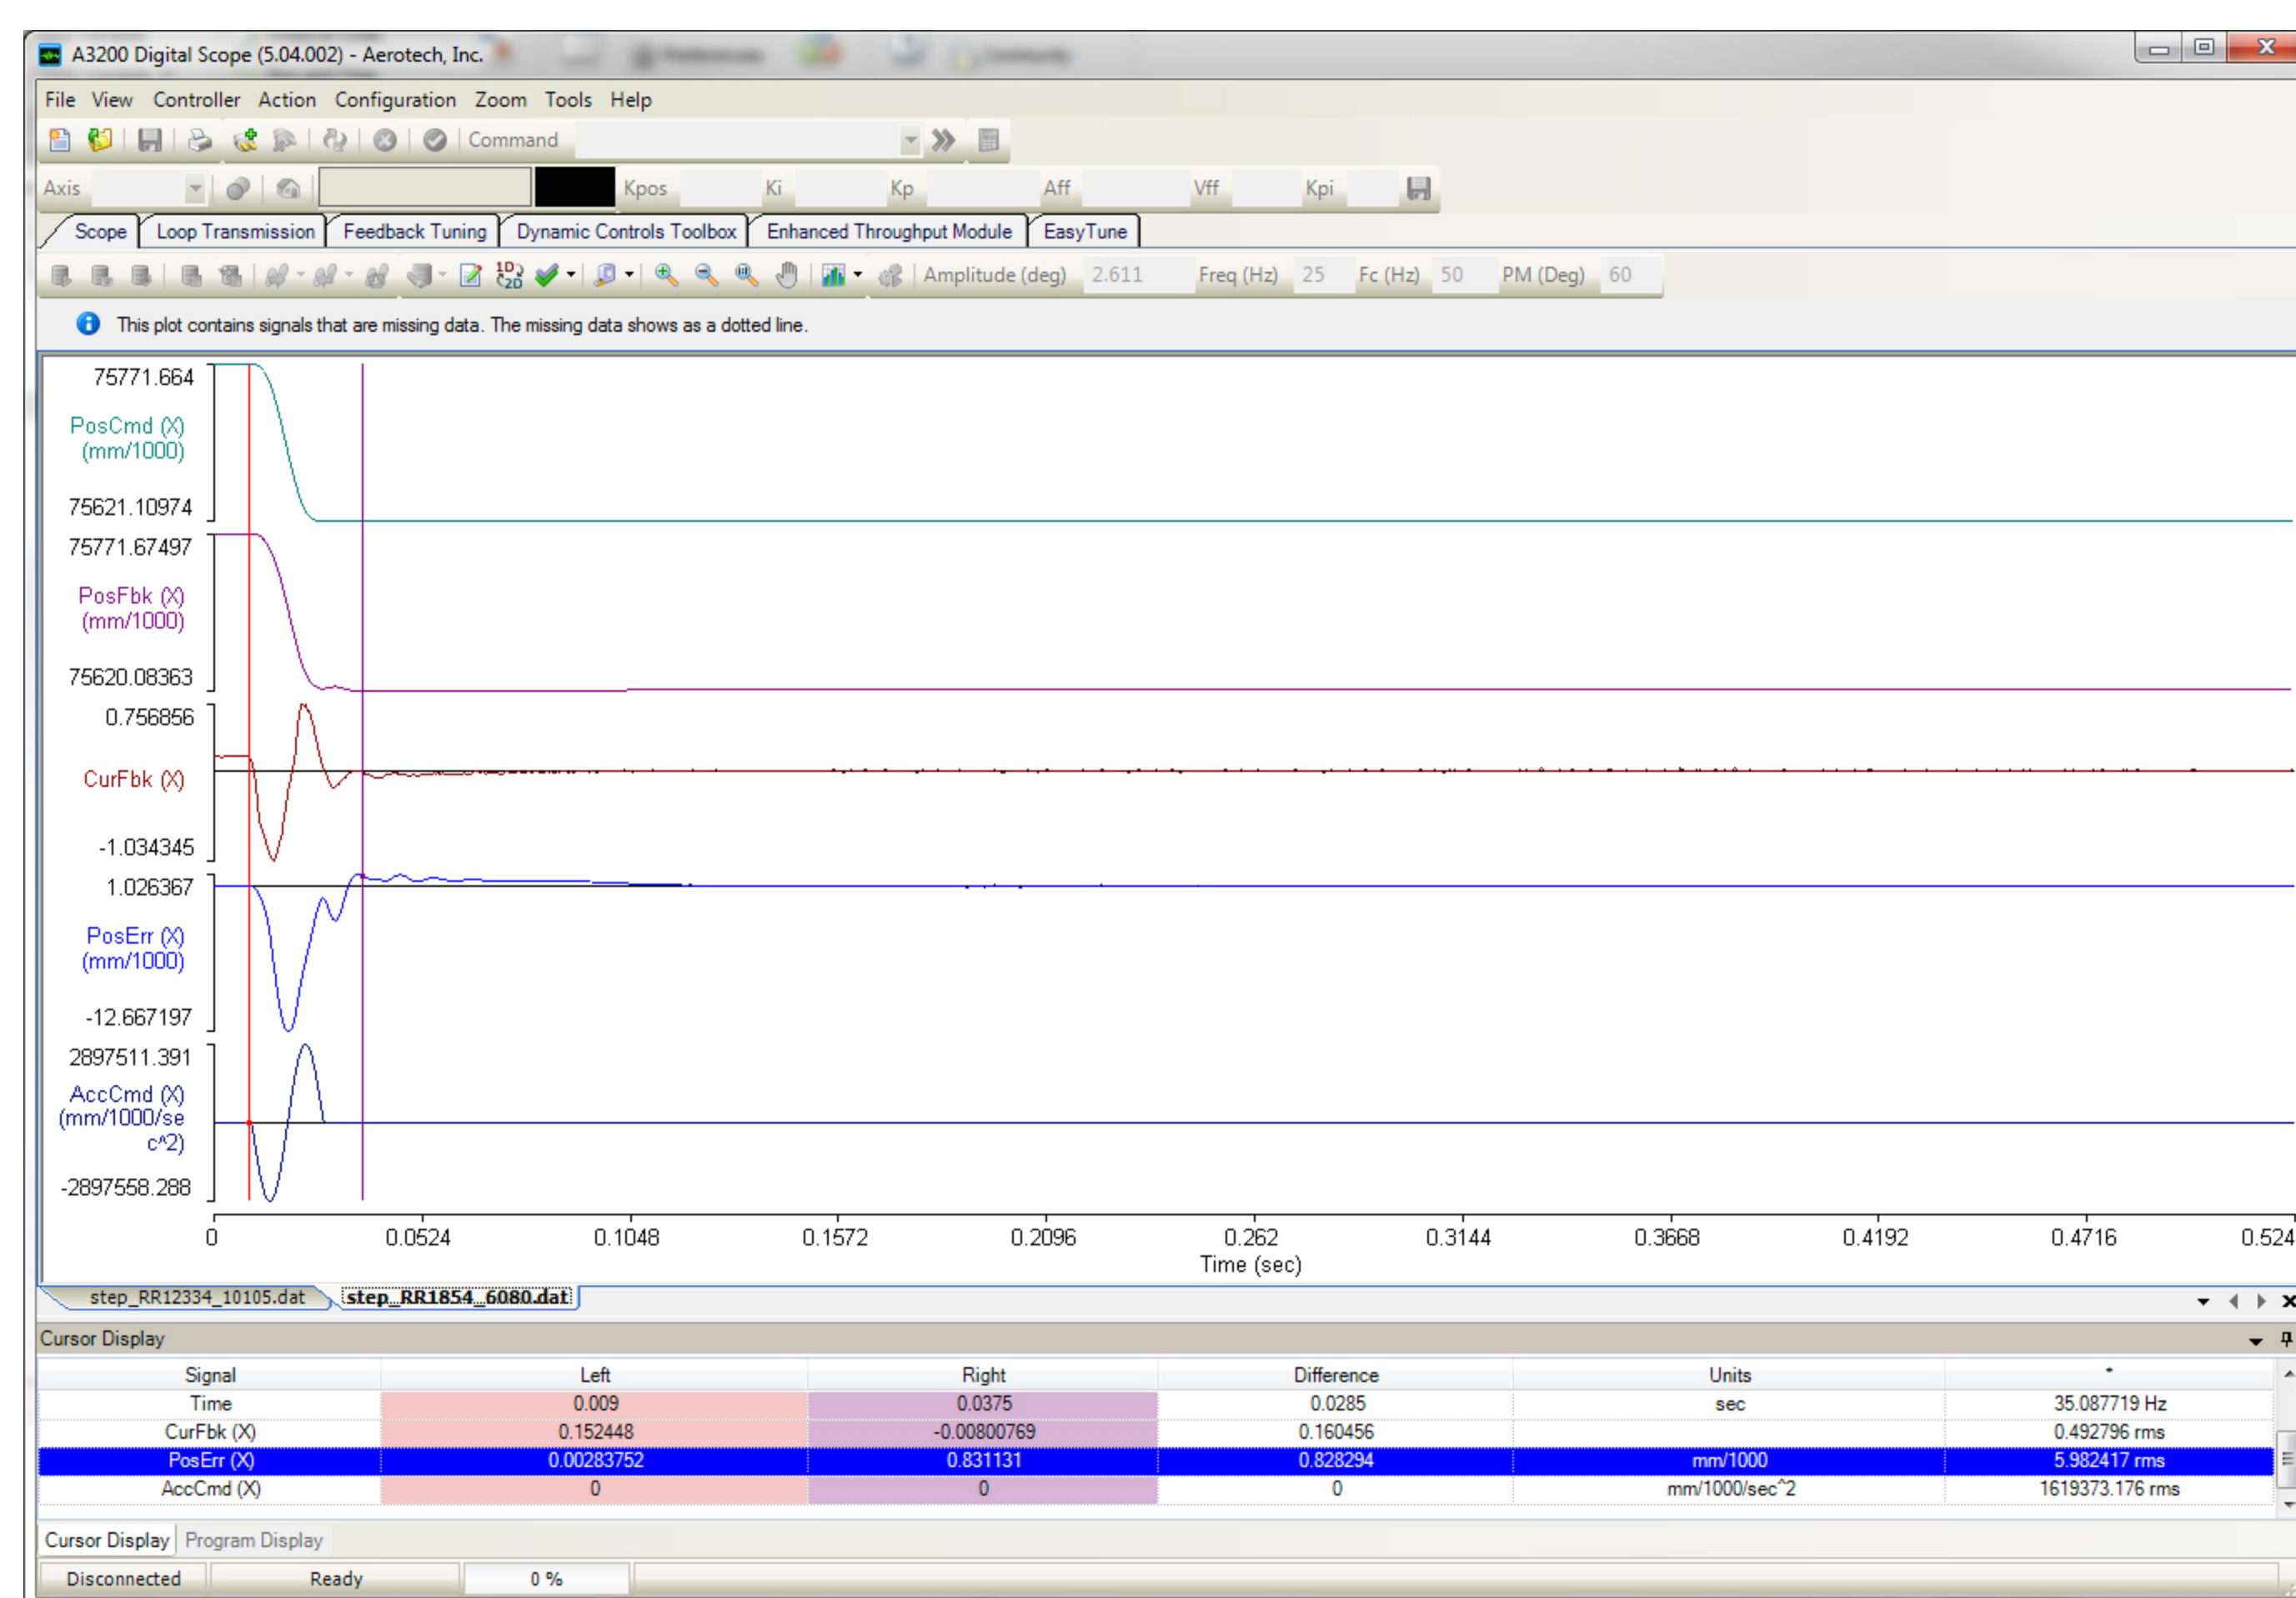 A3200 Digital Scope (5.04.002) - Aerotech, Inc.
File View Controller Action Configuration Zoom Tools Help
Command
Axis Kpos Ki Kp Aff Vff Kpi
Scope Loop Transmission Feedback Tuning Dynamic Controls Toolbox Enhanced Throughput Module EasyTune
1D 2D Amplitude (deg) 2.611 Freq (Hz) 25 Fc (Hz) 50 PM (Deg) 60
This plot contains signals that are missing data. The missing data shows as a dotted line.
75771.664
PosCmd (X)
(mm/1000)
75621.10974
75771.67497
PosFbk (X)
(mm/1000)
75620.08363
0.756856
CurFbk (X)
-1.034345
1.026367
PosErr (X)
(mm/1000)
-12.667197
2897511.391
AccCmd (X)
(mm/1000/se
c^2)
-2897558.288
0 0.0524 0.1048 0.1572 0.2096 0.262 0.3144 0.3668 0.4192 0.4716 0.524
Time (sec)
step_RR12334_10105.dat step_RR1854_6080.dat
Cursor Display
Signal Left Right Difference Units *
Time 0.009 0.0375 0.0285 sec 35.087719 Hz
CurFbk (X) 0.152448 -0.00800769 0.160456 0.492796 rms
PosErr (X) 0.00283752 0.831131 0.828294 mm/1000 5.982417 rms
AccCmd (X) 0 0 0 mm/1000/sec^2 1619373.176 rms
Cursor Display Program Display
Disconnected Ready 0 %